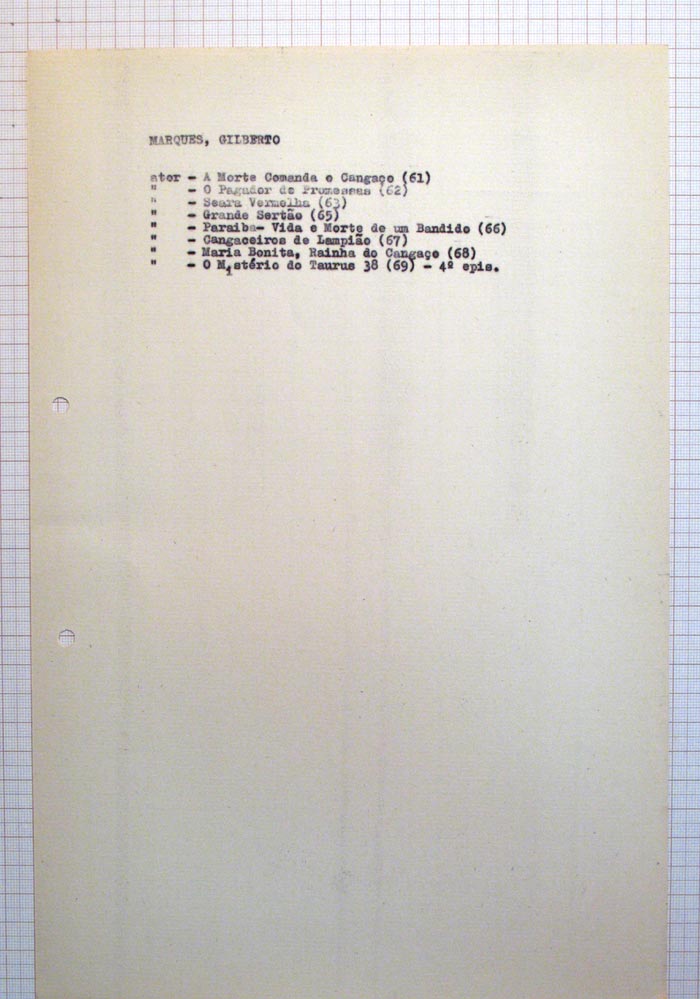 MARQUES, GILBERTO
ator - A Morte Comanda o Cangaço (61)
" - O Pagador de Promessas (62)
" - Seara Vermelha (63)
" - Grande Sertão (65)
" - Paraiba- Vida e Morte de um Bandido (66)
" - Cangaceiros de Lampião (67)
" - Maria Bonita, Rainha do Cangaço (68)
" - O Mistério do Taurus 38 (69) - 4º epis.